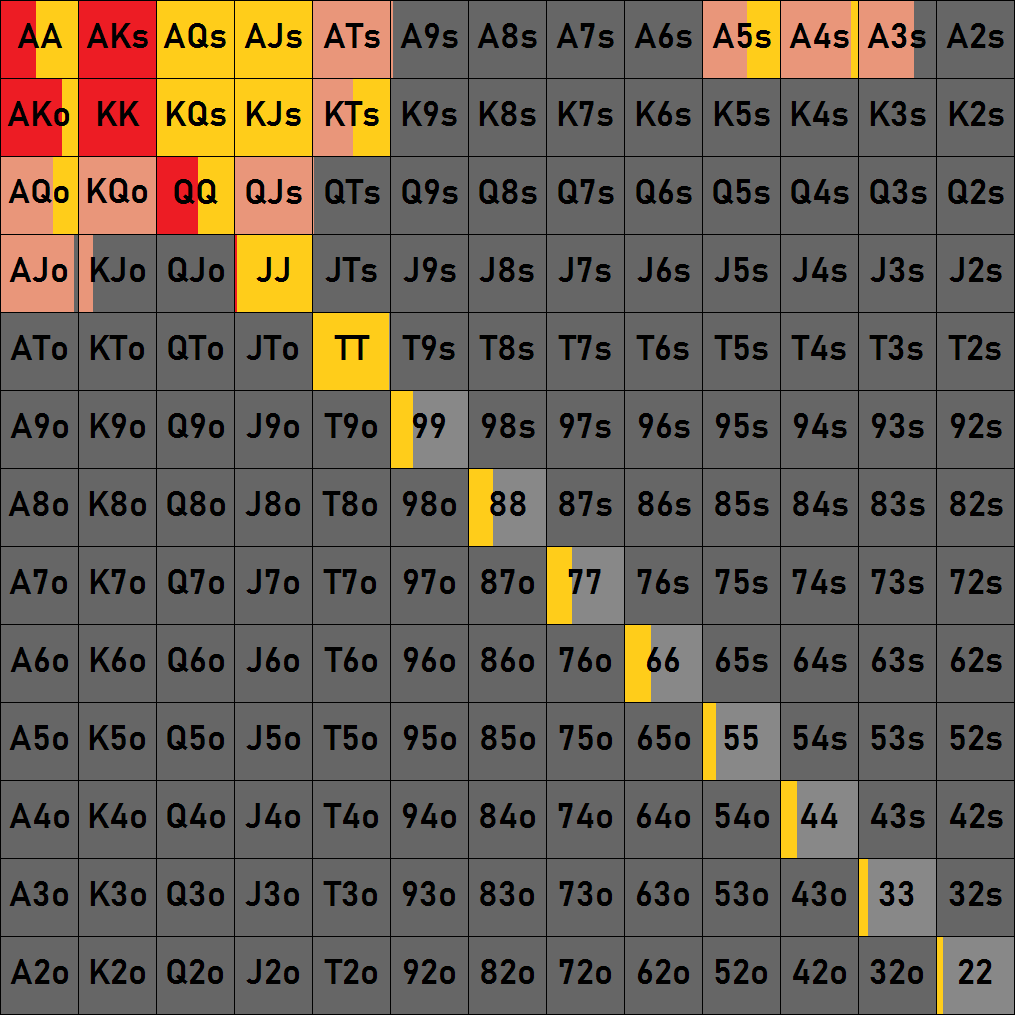 AA AKs AQs AJs ATs A9s A8s A7s A6s A5s A4s A3s A2s
AKo KK KQs KJs KTs K9s K8s K7s K6s K5s K4s K3s K2s
AQo KQo QQ QJs QTs Q9s Q8s Q7s Q6s Q5s Q4s Q3s Q2s
AJo KJo QJo JJ JTs J9s J8s J7s J6s J5s J4s J3s J2s
ATo KTo QTo JTo TT T9s T8s T7s T6s T5s T4s T3s T2s
A9o K9o Q9o J9o T9o 99 98s 97s 96s 95s 94s 93s 92s
A8o K8o Q8o J8o T8o 98o 88 87s 86s 85s 84s 83s 82s
A7o K7o Q7o J7o T7o 97o 87o 77 76s 75s 74s 73s 72s
A6o K6o Q6o J6o T6o 96o 86o 76o 66 65s 64s 63s 62s
A5o K5o Q5o J5o T5o 95o 85o 75o 65o 55 54s 53s 52s
A4o K4o Q4o J4o T4o 94o 84o 74o 64o 54o 44 43s 42s
A3o K3o Q3o J3o T3o 93o 83o 73o 63o 53o 43o 33 32s
A2o K2o Q2o J2o T2o 92o 82o 72o 62o 52o 42o 32o 22